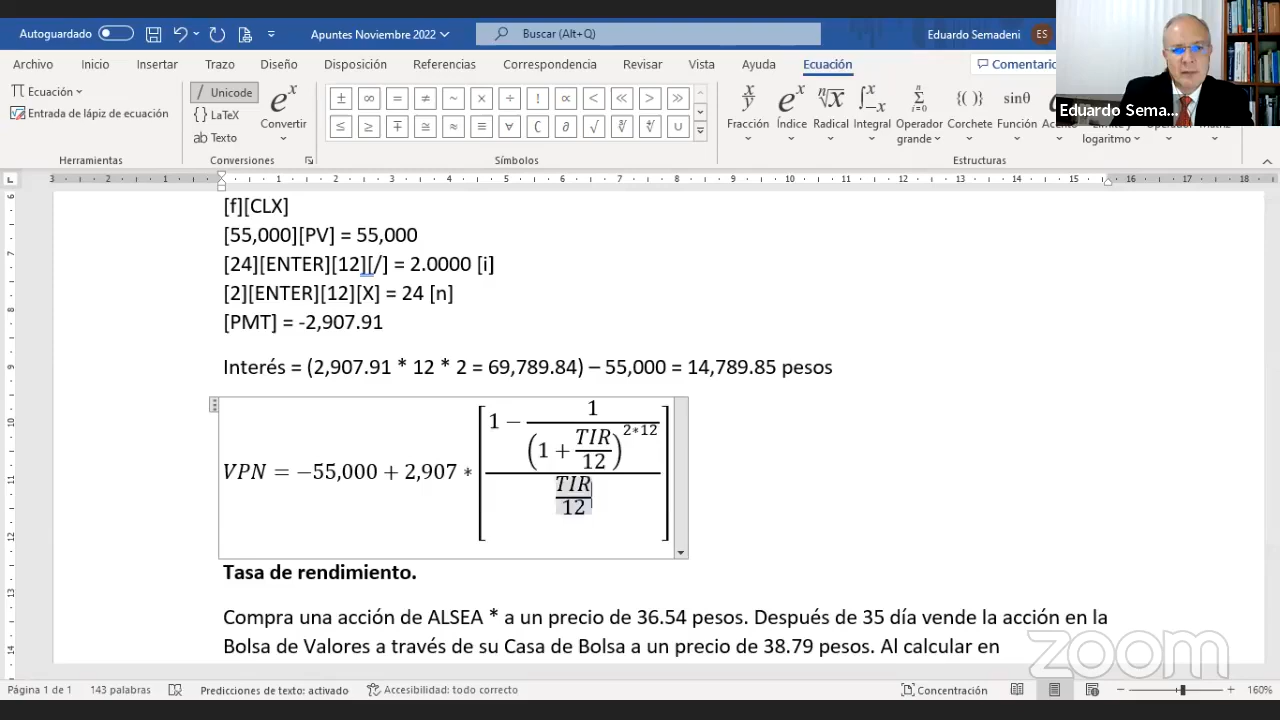 Autoguardado
Apuntes Noviembre 2022
Buscar (Alt+Q)
Eduardo Semadeni ES
Archivo Inicio Insertar Trazo Diseño Disposición Referencias Correspondencia Revisar Vista Ayuda Ecuación
Ecuación
Entrada de lápiz de ecuación
Herramientas
Unicode
LaTeX
ab Texto
Convertir
Conversiones
± ∞ = ≠ ~ × ÷ ! ∝ < ≪ > ≫
≤ ≥ ∓ ≅ ≈ ≡ ∀ ∁ ∂ √ ∛ ∜ ∪
Símbolos
Fracción Índice Radical Integral Operador grande Corchete Función
logaritmo
Estructuras
Eduardo Sema...
[f][CLX]
[55,000][PV] = 55,000
[24][ENTER][12][/] = 2.0000 [i]
[2][ENTER][12][X] = 24 [n]
[PMT] = -2,907.91
Interés = (2,907.91 * 12 * 2 = 69,789.84) – 55,000 = 14,789.85 pesos
VPN = −55,000 + 2,907 * [(1 − 1/(1 + TIR/12)^(2*12))/(TIR/12)]
Tasa de rendimiento.
Compra una acción de ALSEA * a un precio de 36.54 pesos. Después de 35 día vende la acción en la
Bolsa de Valores a través de su Casa de Bolsa a un precio de 38.79 pesos. Al calcular en
zoom
Página 1 de 1 143 palabras Predicciones de texto: activado Accesibilidad: todo correcto Concentración 160%